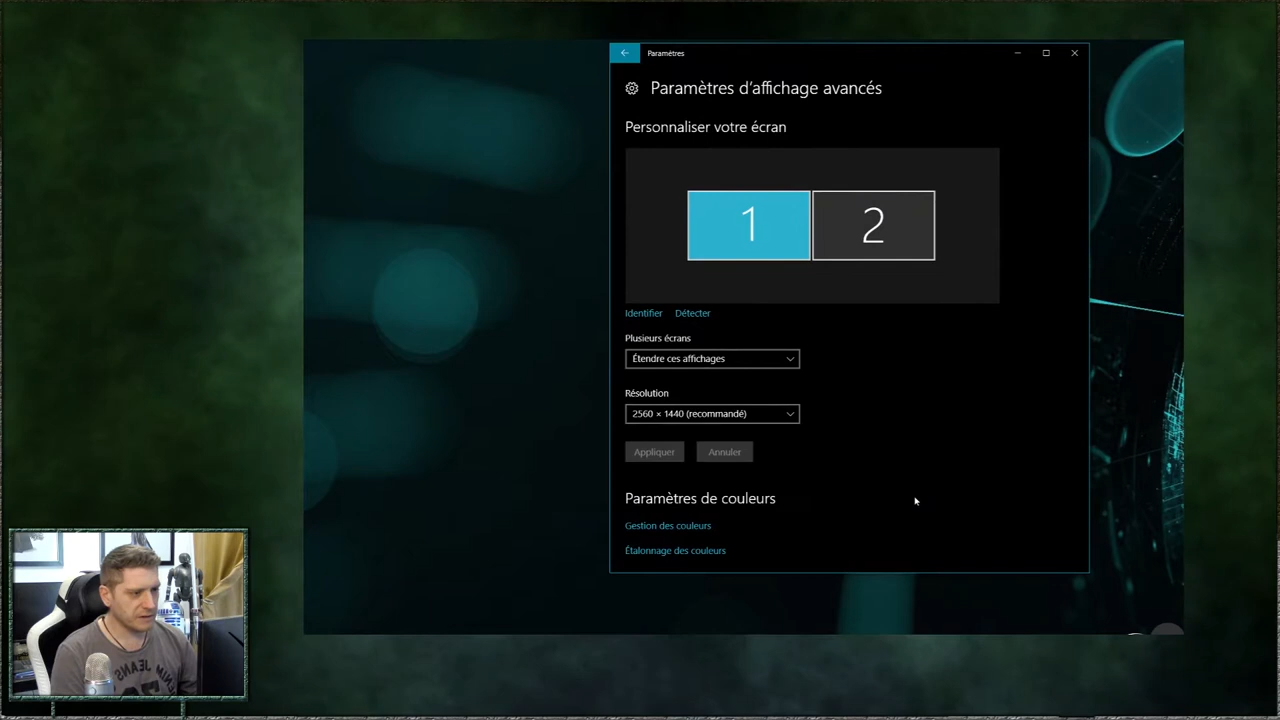 Paramètres
Paramètres d’affichage avancés
Personnaliser votre écran
1
2
Identifier Détecter
Plusieurs écrans
Étendre ces affichages
Résolution
2560 × 1440 (recommandé)
Appliquer Annuler
Paramètres de couleurs
Gestion des couleurs
Étalonnage des couleurs